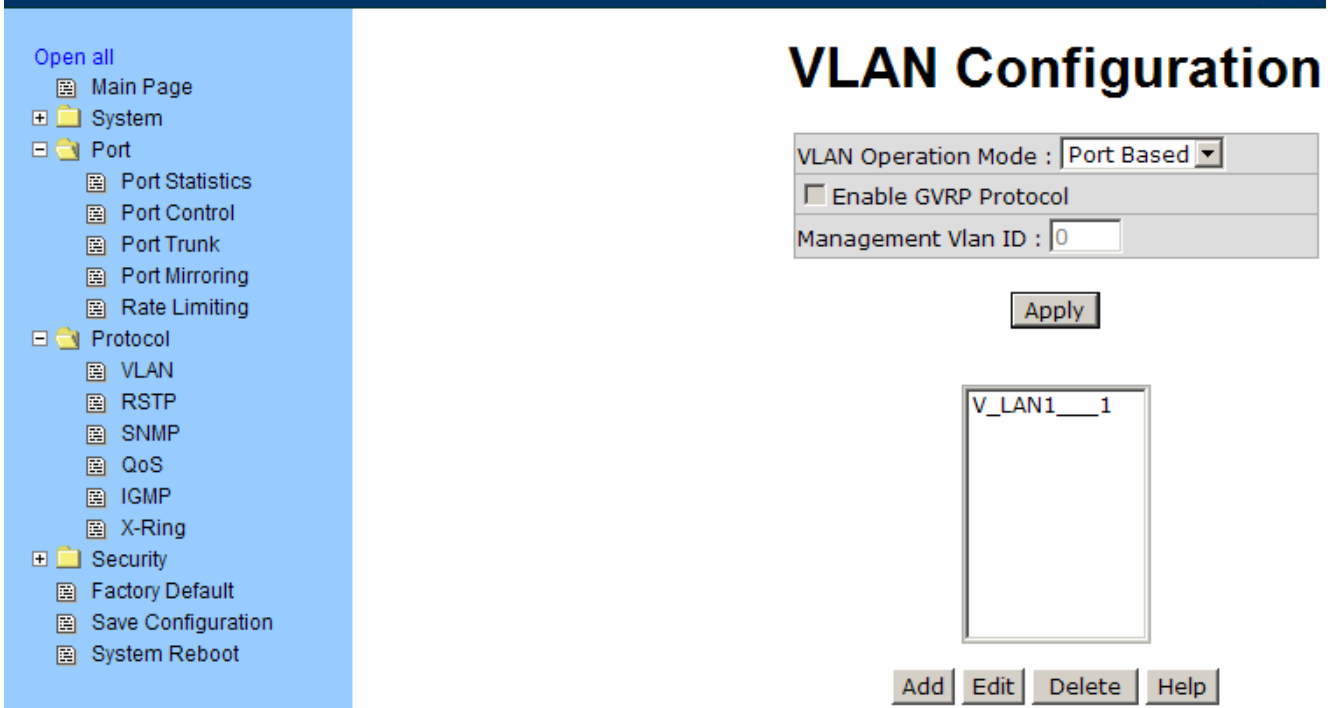 Open all
Main Page
System
Port
Port Statistics
Port Control
Port Trunk
Port Mirroring
Rate Limiting
Protocol
VLAN
RSTP
SNMP
QoS
IGMP
X-Ring
Security
Factory Default
Save Configuration
System Reboot
VLAN Configuration
VLAN Operation Mode : Port Based
Enable GVRP Protocol
Management Vlan ID : 0
Apply
V_LAN1___1
Add Edit Delete Help